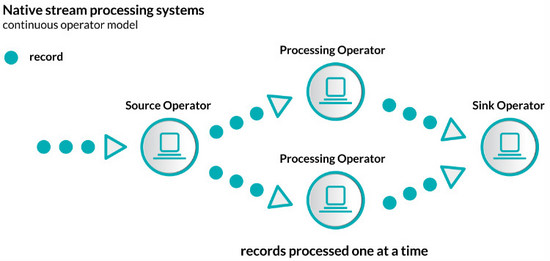 Native stream processing systems
continuous operator model
record
Processing Operator
Source Operator
Sink Operator
Processing Operator
records processed one at a time